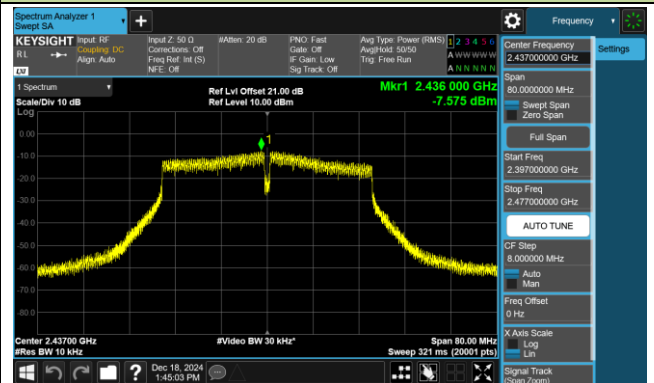 Spectrum Analyzer 1
Swept SA
Frequency
KEYSIGHT
RL
LXI
Input: RF
Coupling: DC
Align: Auto
Input Z: 50 Ω
Corrections: Off
Freq Ref: Int (S)
NFE: Off
#Atten: 20 dB
PNO: Fast
Gate: Off
IF Gain: Low
Sig Track: Off
Avg Type: Power (RMS)
Avg|Hold: 50/50
Trig: Free Run
1 2 3 4 5 6
A W W W W W
A N N N N N
1 Spectrum
Scale/Div 10 dB
Log
Ref Lvl Offset 21.00 dB
Ref Level 10.00 dBm
Mkr1 2.436 000 GHz
-7.575 dBm
0.00
-10.0
-20.0
-30.0
-40.0
-50.0
-60.0
-70.0
-80.0
1
Center 2.43700 GHz
#Res BW 10 kHz
#Video BW 30 kHz*
Span 80.00 MHz
Sweep 321 ms (20001 pts)
Dec 18, 2024
1:45:03 PM
Center Frequency
2.437000000 GHz
Settings
Span
80.0000000 MHz
Swept Span
Zero Span
Full Span
Start Freq
2.397000000 GHz
Stop Freq
2.477000000 GHz
AUTO TUNE
CF Step
8.000000 MHz
Auto
Man
Freq Offset
0 Hz
X Axis Scale
Log
Lin
Signal Track
(Span Zoom)